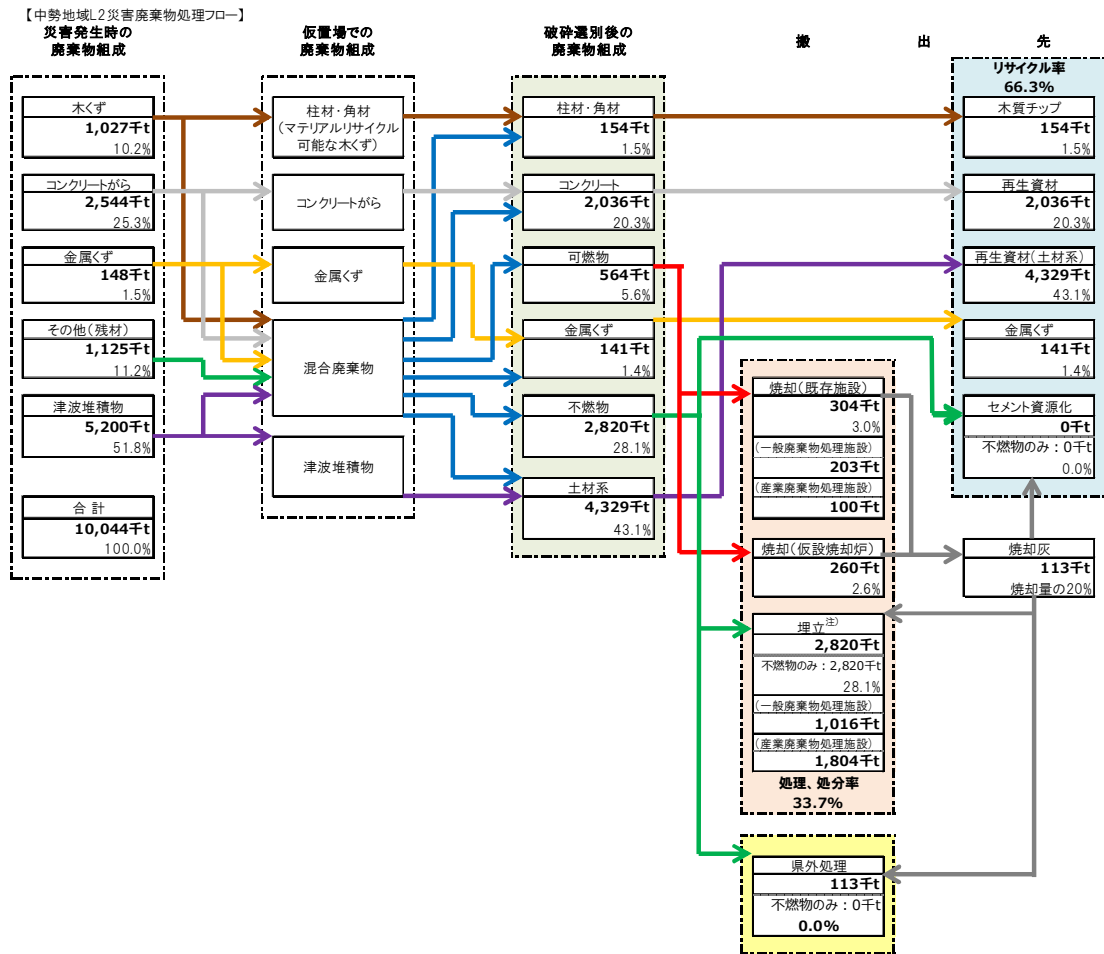 【中勢地域L2災害廃棄物処理フロー】
災害発生時の
廃棄物組成
木くず
1,027千t
10.2%
コンクリートがら
2,544千t
25.3%
金属くず
148千t
1.5%
その他(残材)
1,125千t
11.2%
津波堆積物
5,200千t
51.8%
合計
10,044千t
100.0%
仮置場での
廃棄物組成
柱材・角材
(マテリアルリサイクル
可能な木くず)
コンクリートがら
金属くず
混合廃棄物
津波堆積物
破砕選別後の
廃棄物組成
柱材・角材
154千t
1.5%
コンクリート
2,036千t
20.3%
可燃物
564千t
5.6%
金属くず
141千t
1.4%
不燃物
2,820千t
28.1%
土材系
4,329千t
43.1%
搬 出 先
焼却(既存施設)
304千t
3.0%
(一般廃棄物処理施設)
203千t
(産業廃棄物処理施設)
100千t
焼却(仮設焼却炉)
260千t
2.6%
埋立注)
2,820千t
不燃物のみ:2,820千t
28.1%
(一般廃棄物処理施設)
1,016千t
(産業廃棄物処理施設)
1,804千t
処理、処分率
33.7%
県外処理
113千t
不燃物のみ:0千t
0.0%
リサイクル率
66.3%
木質チップ
154千t
1.5%
再生資材
2,036千t
20.3%
再生資材(土材系)
4,329千t
43.1%
金属くず
141千t
1.4%
セメント資源化
0千t
不燃物のみ:0千t
0.0%
焼却灰
113千t
焼却量の20%